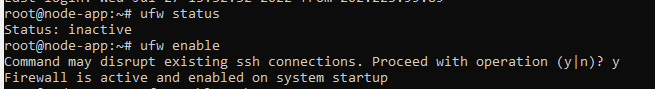 root@node-app:~# ufw status
Status: inactive
root@node-app:~# ufw enable
Command may disrupt existing ssh connections. Proceed with operation (y|n)? y
Firewall is active and enabled on system startup